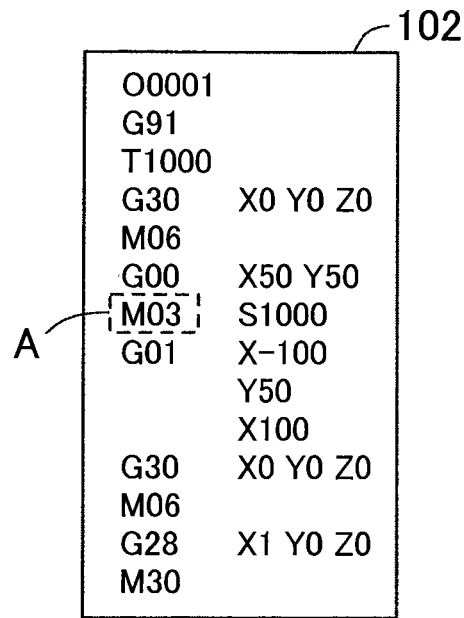 102
O0001
G91
T1000
G30 X0 Y0 Z0
M06
G00 X50 Y50
A M03 S1000
G01 X-100
Y50
X100
G30 X0 Y0 Z0
M06
G28 X1 Y0 Z0
M30